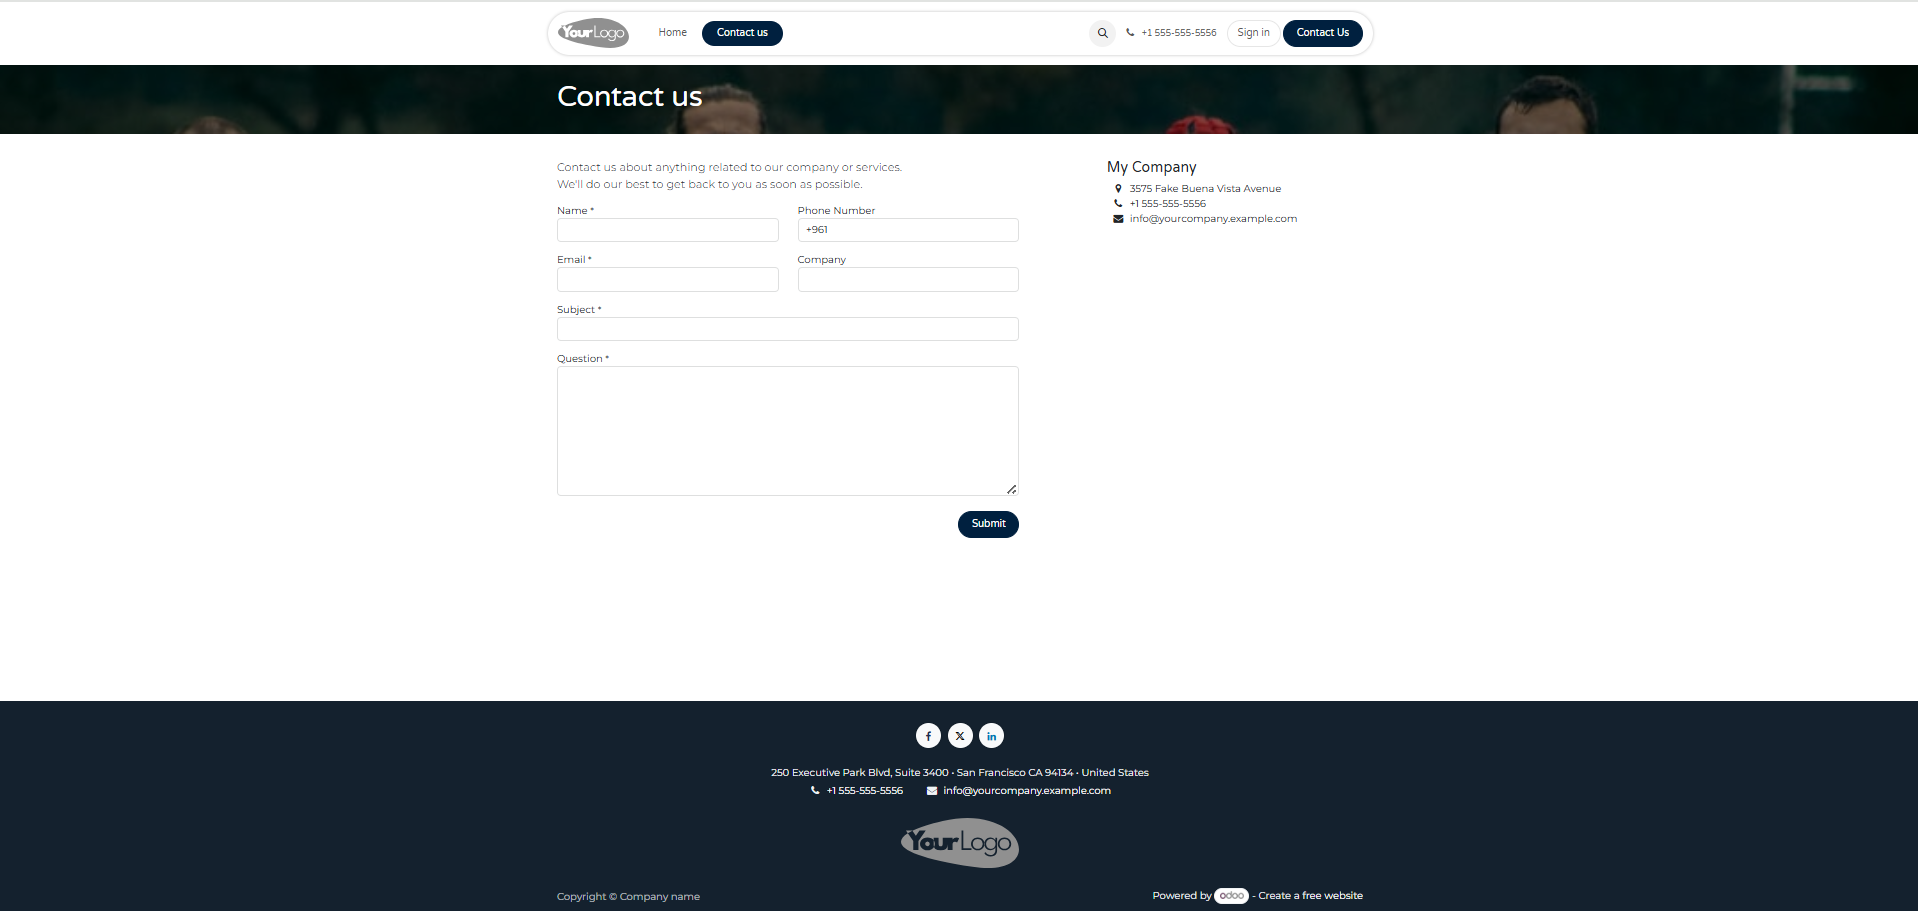 YourLogo
Home
Contact us
+1 555-555-5556
Sign in
Contact Us
Contact us
Contact us about anything related to our company or services.
We'll do our best to get back to you as soon as possible.
Name *
Phone Number
+961
Email *
Company
Subject *
Question *
Submit
My Company
3575 Fake Buena Vista Avenue
+1 555-555-5556
info@yourcompany.example.com
250 Executive Park Blvd, Suite 3400 • San Francisco CA 94134 • United States
+1 555-555-5556
info@yourcompany.example.com
YourLogo
Copyright © Company name
Powered by odoo - Create a free website